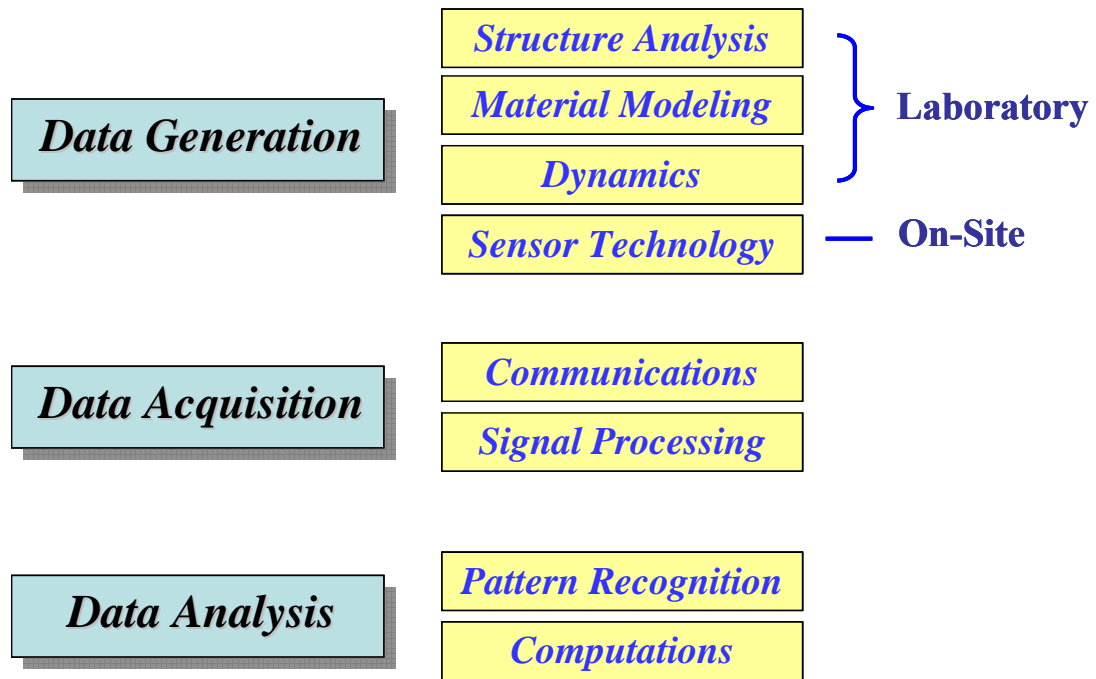 Data Generation
Structure Analysis
Material Modeling
Dynamics
Sensor Technology
Laboratory
On-Site
Data Acquisition
Communications
Signal Processing
Data Analysis
Pattern Recognition
Computations